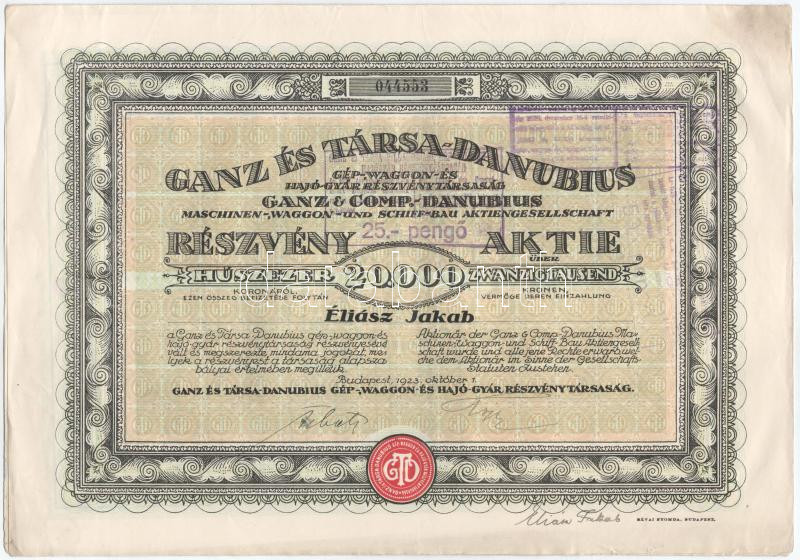 044553
GANZ ÉS TÁRSA-DANUBIUS
GÉP-, WAGGON- ÉS
HAJÓ-GYÁR RÉSZVÉNYTÁRSASÁG
GANZ & COMP.-DANUBIUS
MASCHINEN-, WAGGON- UND SCHIFF-BAU AKTIENGESELLSCHAFT
25.- pengő
RÉSZVÉNY AKTIE
ÜBER
HÚSZEZER 20,000 ZWANZIGTAUSEND
KORONÁRÓL, KRONEN,
EZEN ÖSSZEG BEFIZETÉSE FOLYTÁN VERMÖGE DEREN EINZAHLUNG
Éliász Jakab
a Ganz és Társa Danubius gép-, waggon- és
hajó-gyár részvénytársaság részvényesévé
vált és megszerezte mindama jogokat, me-
lyek a részvényest a társaság alapsza-
bályai értelmében megilletik.
Aktionär der Ganz & Comp.-Danubius Ma-
schinen-, Waggon- und Schiff-Bau Aktiengesell-
schaft wurde und alle jene Rechte erwarb, wel-
che dem Aktionär im Sinne der Gesellschafts-
Statuten zustehen.
Budapest, 1923. október 1.
GANZ ÉS TÁRSA-DANUBIUS GÉP-, WAGGON- ÉS HAJÓ-GYÁR RÉSZVÉNYTÁRSASÁG.
Éliász Jakab
RÉVAI NYOMDA, BUDAPEST.